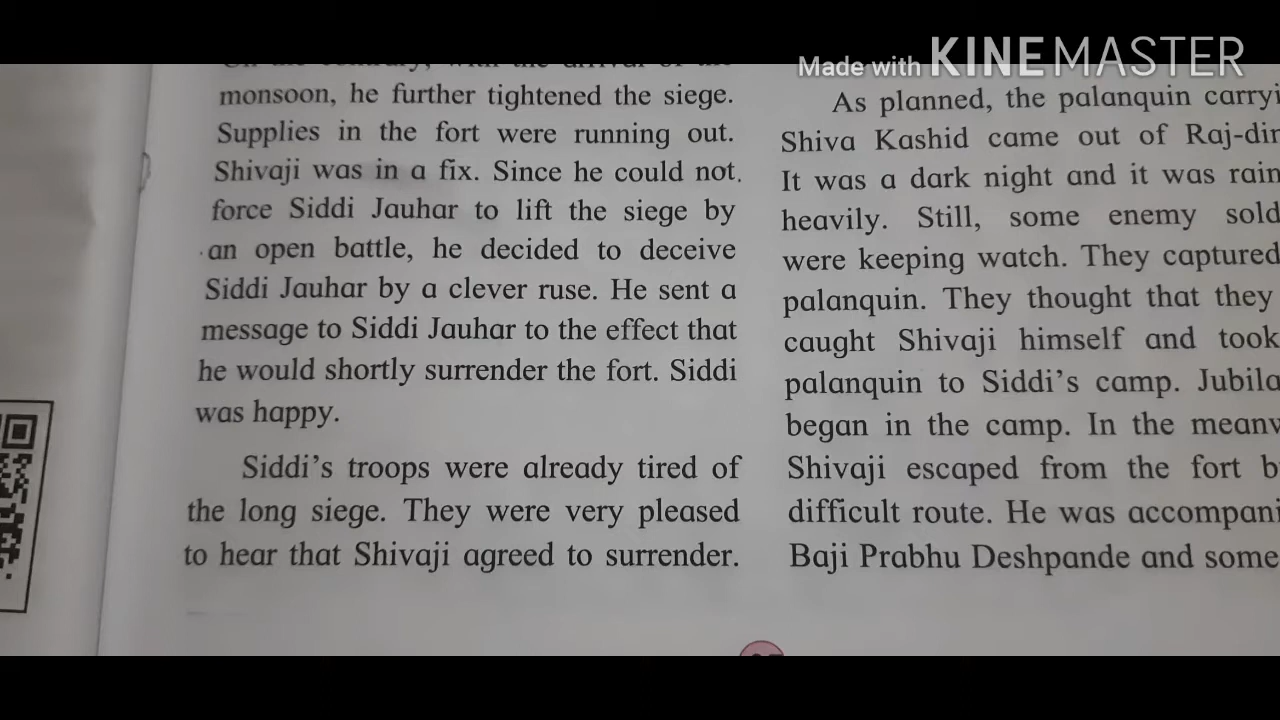 Made with KINEMASTER
monsoon, he further tightened the siege.
Supplies in the fort were running out.
Shivaji was in a fix. Since he could not
force Siddi Jauhar to lift the siege by
an open battle, he decided to deceive
Siddi Jauhar by a clever ruse. He sent a
message to Siddi Jauhar to the effect that
he would shortly surrender the fort. Siddi
was happy.
Siddi's troops were already tired of
the long siege. They were very pleased
to hear that Shivaji agreed to surrender.
As planned, the palanquin
Shiva Kashid came out of
It was a dark night and it was
heavily. Still, some enemy
were keeping watch. They captured
palanquin. They thought that they
caught Shivaji himself and took
palanquin to Siddi's camp.
began in the camp. In the
Shivaji escaped from the fort
difficult route. He was
Baji Prabhu Deshpande and some